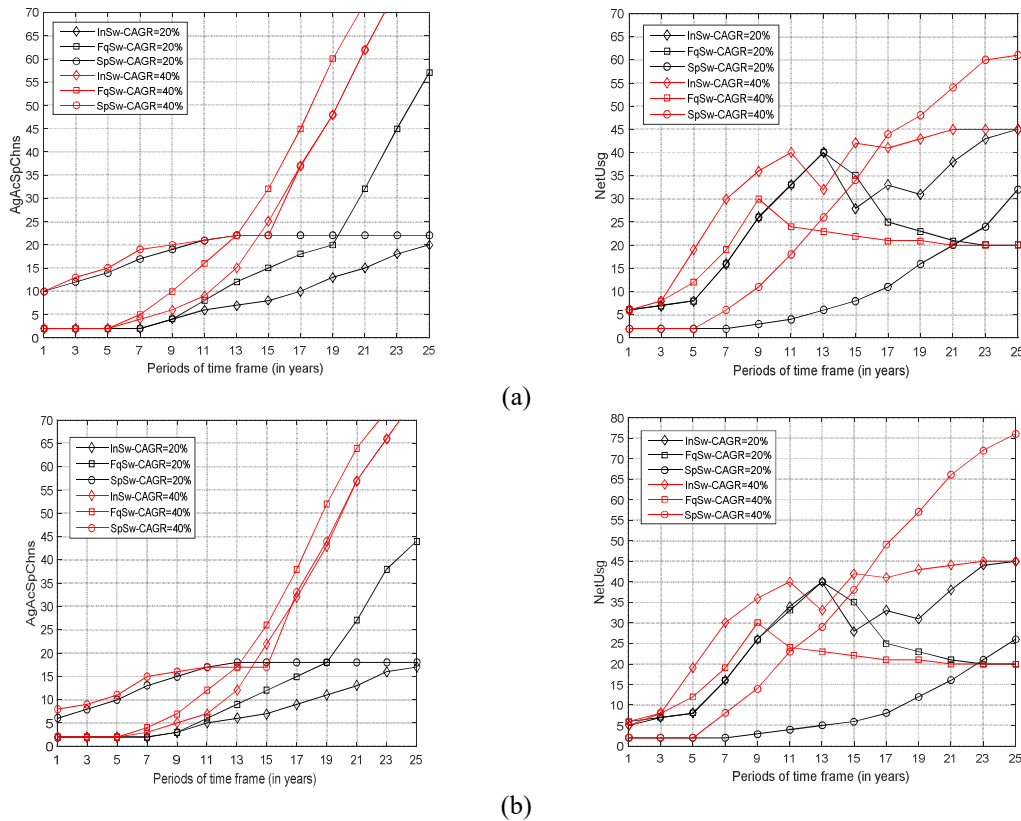 70
65
60
55
50
45
40
35
30
25
20
15
10
5
0
AgAcSpChns
InSw-CAGR=20%
FqSw-CAGR=20%
SpSw-CAGR=20%
InSw-CAGR=40%
FqSw-CAGR=40%
SpSw-CAGR=40%
1 3 5 7 9 11 13 15 17 19 21 23 25
Periods of time frame (in years)
70
65
60
55
50
45
40
35
30
25
20
15
10
5
0
NetUsg
InSw-CAGR=20%
FqSw-CAGR=20%
SpSw-CAGR=20%
InSw-CAGR=40%
FqSw-CAGR=40%
SpSw-CAGR=40%
1 3 5 7 9 11 13 15 17 19 21 23 25
Periods of time frame (in years)
(a)
70
65
60
55
50
45
40
35
30
25
20
15
10
5
0
AgAcSpChns
InSw-CAGR=20%
FqSw-CAGR=20%
SpSw-CAGR=20%
InSw-CAGR=40%
FqSw-CAGR=40%
SpSw-CAGR=40%
1 3 5 7 9 11 13 15 17 19 21 23 25
Periods of time frame (in years)
80
75
70
65
60
55
50
45
40
35
30
25
20
15
10
5
0
NetUsg
InSw-CAGR=20%
FqSw-CAGR=20%
SpSw-CAGR=20%
InSw-CAGR=40%
FqSw-CAGR=40%
SpSw-CAGR=40%
1 3 5 7 9 11 13 15 17 19 21 23 25
Periods of time frame (in years)
(b)